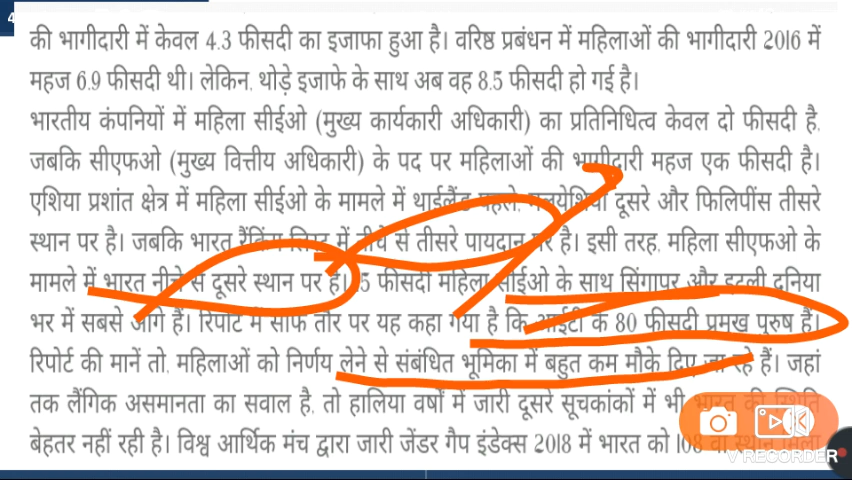 4
की भागीदारी में केवल 4.3 फीसदी का इजाफा हुआ है। वरिष्ठ प्रबंधन में महिलाओं की भागीदारी 2016 में
महज 6.9 फीसदी थी। लेकिन, थोड़े इजाफे के साथ अब वह 8.5 फीसदी हो गई है।
भारतीय कंपनियों में महिला सीईओ (मुख्य कार्यकारी अधिकारी) का प्रतिनिधित्व केवल दो फीसदी है,
जबकि सीएफओ (मुख्य वित्तीय अधिकारी) के पद पर महिलाओं की भागीदारी महज एक फीसदी है।
एशिया प्रशांत क्षेत्र में महिला सीईओ के मामले में थाईलैंड पहले, मलयेशिया दूसरे और फिलिपींस तीसरे
स्थान पर है। जबकि भारत रैंकिंग लिस्ट में नीचे से तीसरे पायदान पर है। इसी तरह, महिला सीएफओ के
मामले में भारत नीचे से दूसरे स्थान पर है। फीसदी महिला सीईओ के साथ सिंगापुर और इटली दुनिया
भर में सबसे आगे हैं। रिपोर्ट में साफ तौर पर यह कहा गया है कि आईटी के 80 फीसदी प्रमुख पुरुष हैं।
रिपोर्ट की मानें तो, महिलाओं को निर्णय लेने से संबंधित भूमिका में बहुत कम मौके दिए जा रहे हैं। जहां
तक लैंगिक असमानता का सवाल है, तो हालिया वर्षों में जारी दूसरे सूचकांकों में भी भारत की स्थिति
बेहतर नहीं रही है। विश्व आर्थिक मंच द्वारा जारी जेंडर गैप इंडेक्स 2018 में भारत को 108 वां स्थान मिला
V RECORDER